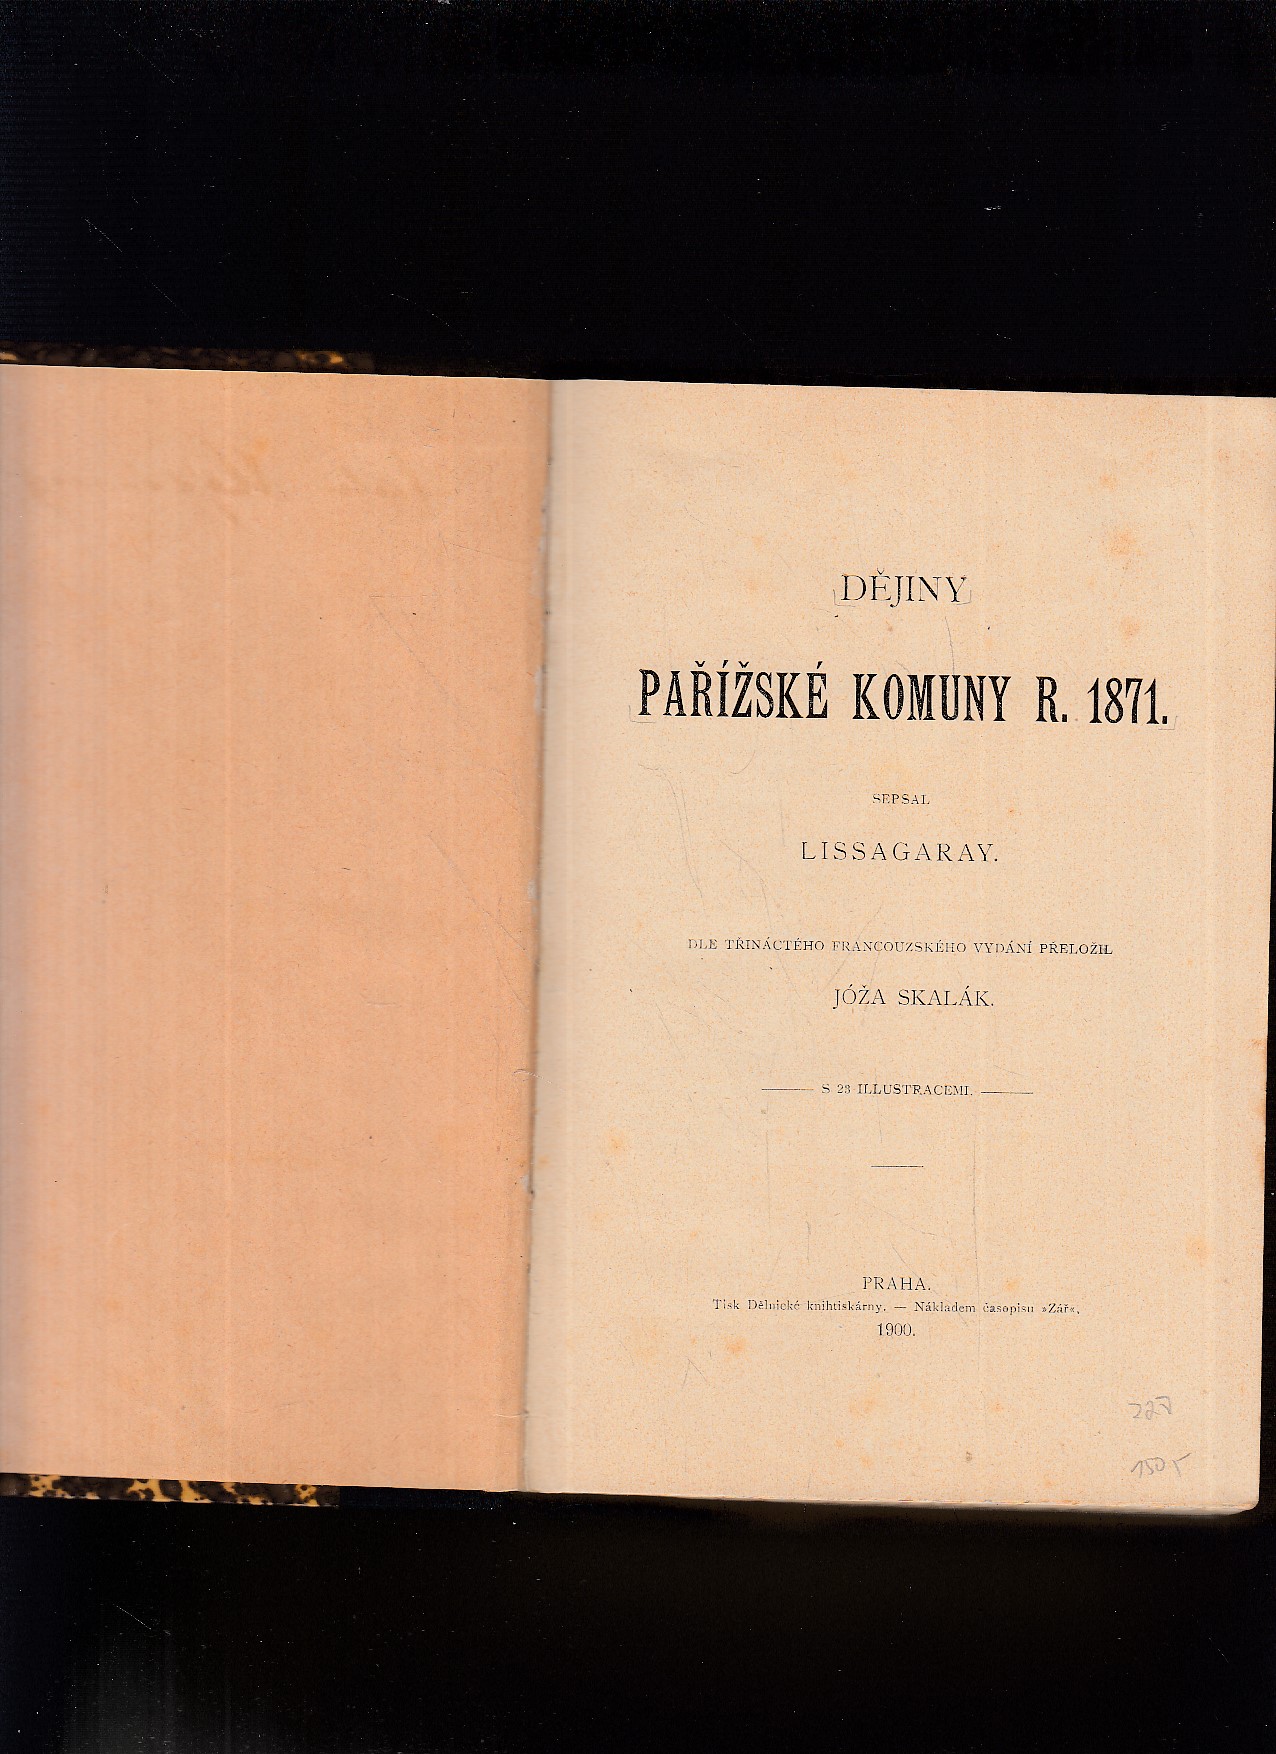 DĚJINY
PAŘÍŽSKÉ KOMUNY R. 1871.
SEPSAL
LISSAGARAY.
DLE TŘINÁCTÉHO FRANCOUZSKÉHO VYDÁNÍ PŘELOŽIL
JÓŽA SKALÁK.
S 23 ILLUSTRACEMI.
PRAHA.
Tisk Dělnické knihtiskárny. — Nákladem časopisu »Zář«.
1900.